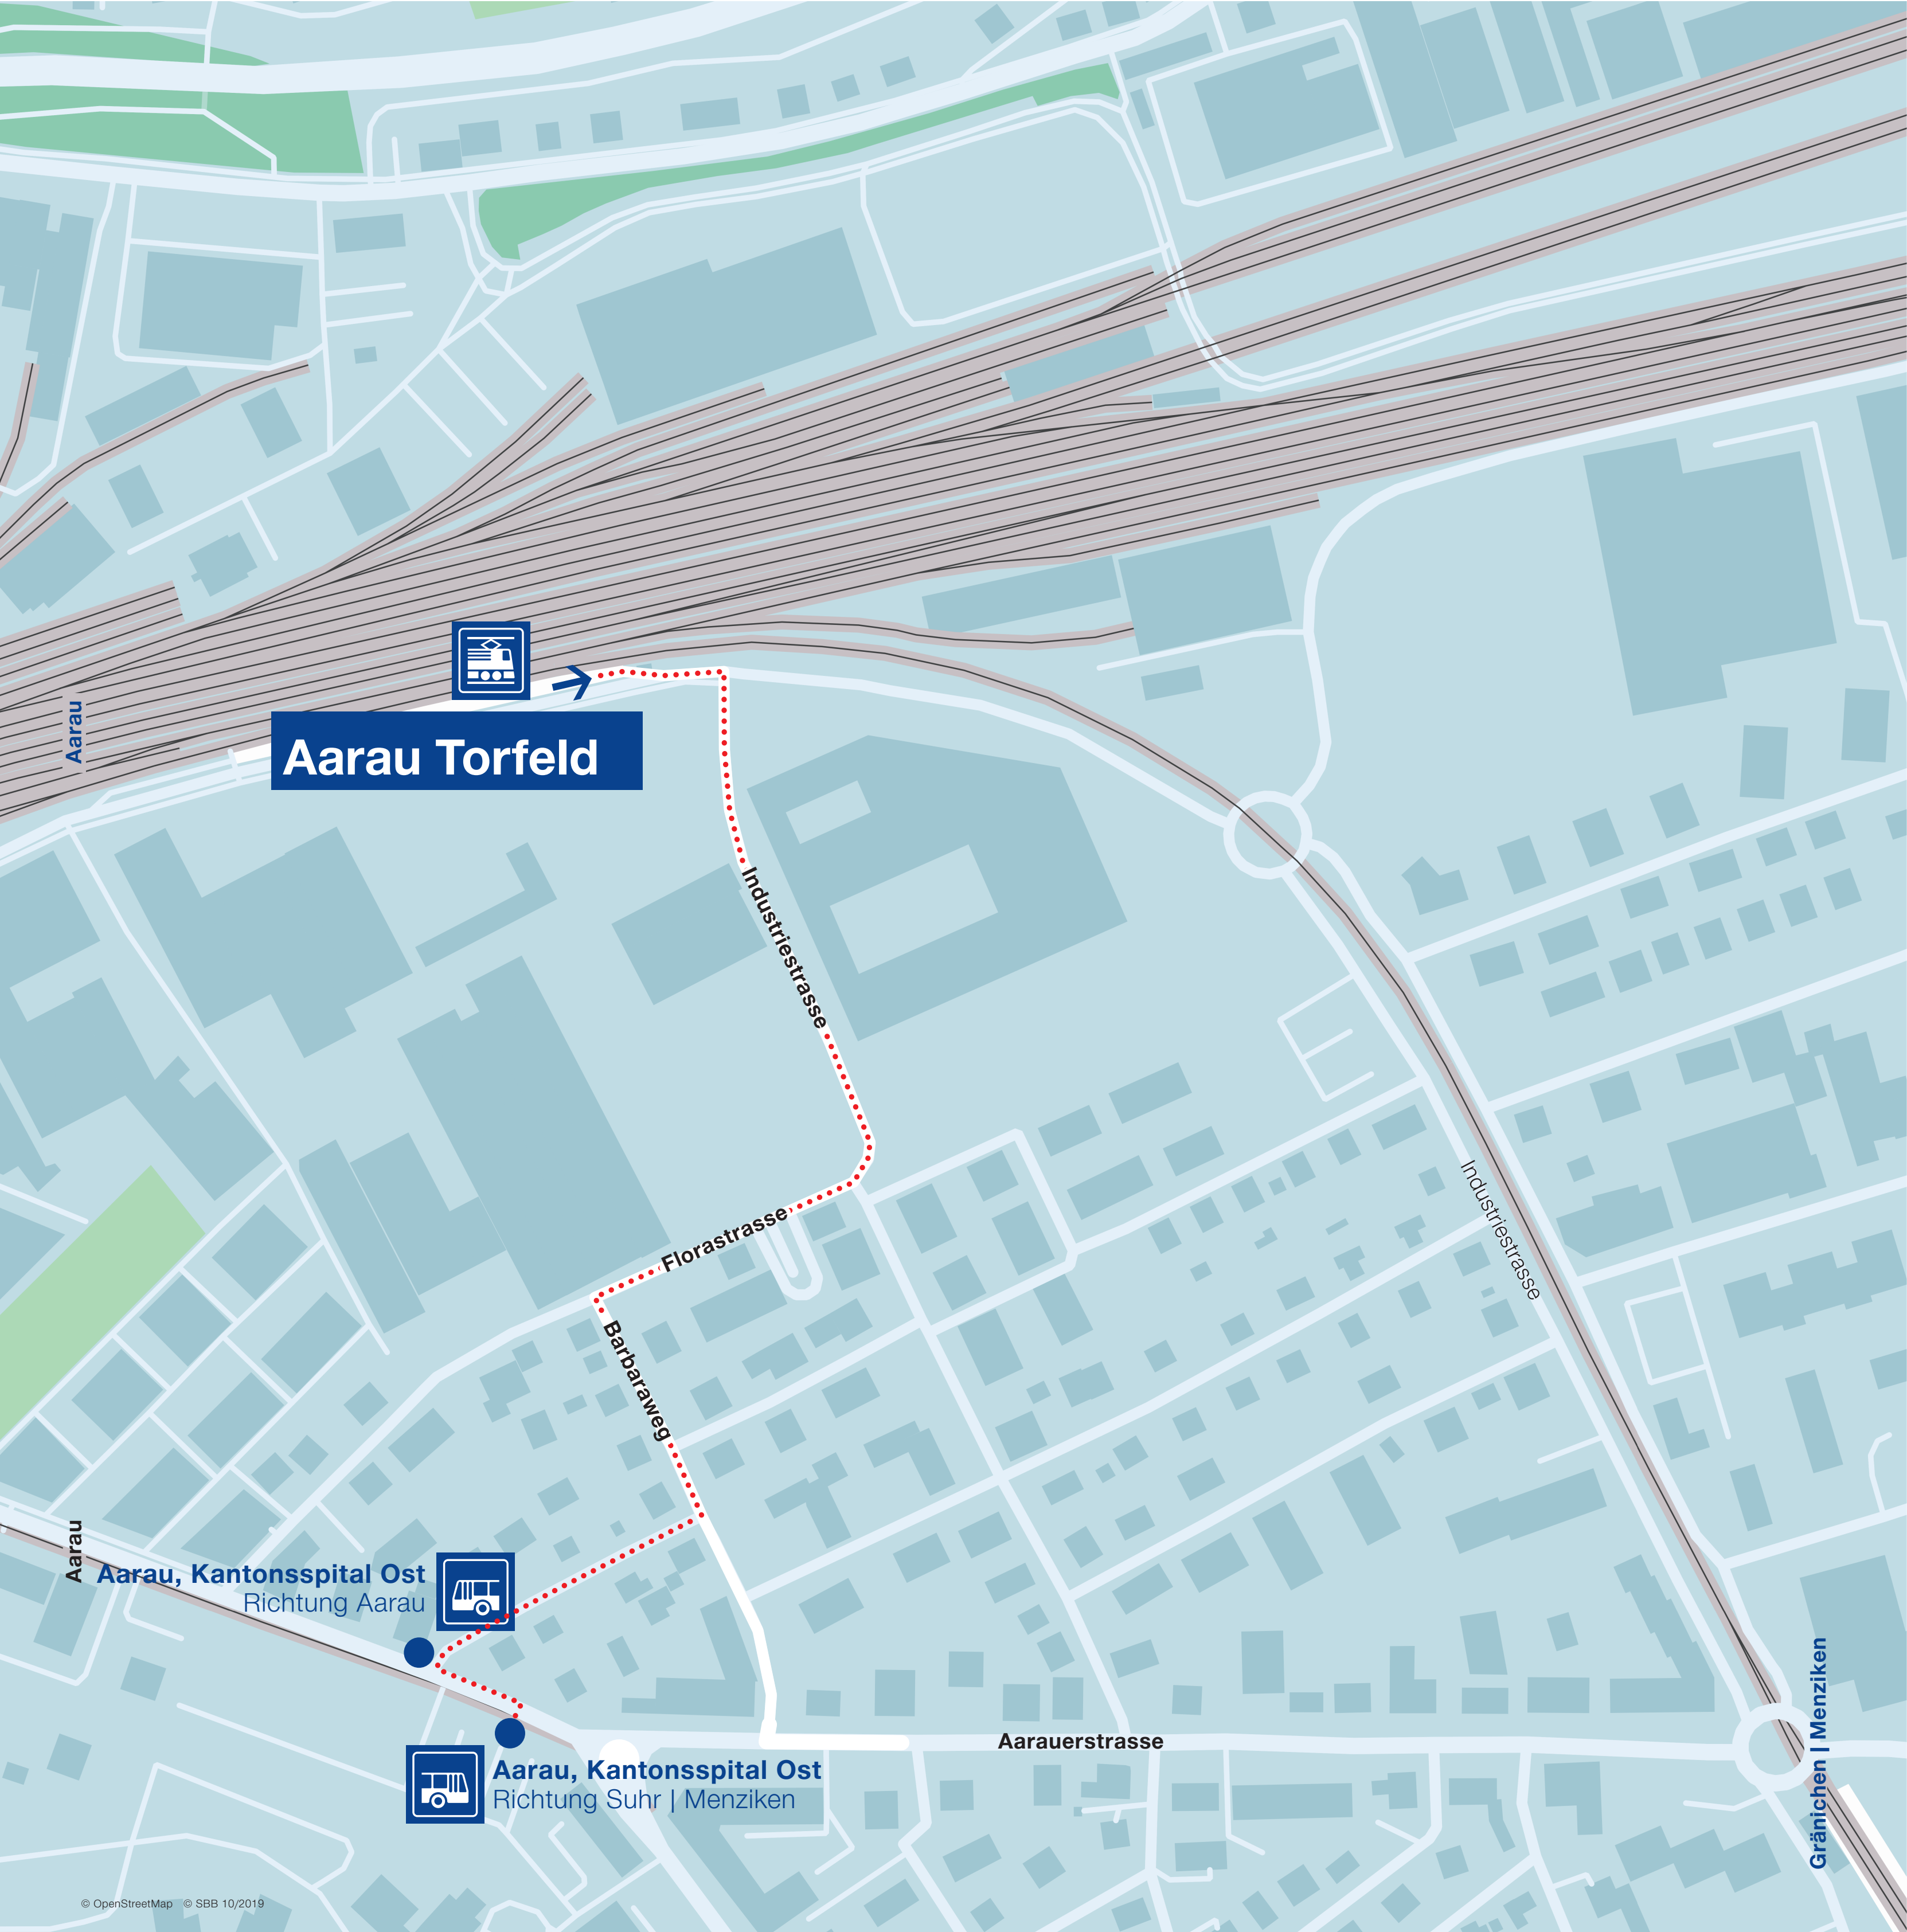 Aarau
Aarau Torfeld
Industriestrasse
Florastrasse
Barbaraweg
Industriestrasse
Aarau
Aarau, Kantonsspital Ost
Richtung Aarau
Aarauerstrasse
Gränichen | Menziken
Aarau, Kantonsspital Ost
Richtung Suhr | Menziken
© OpenStreetMap © SBB 10/2019